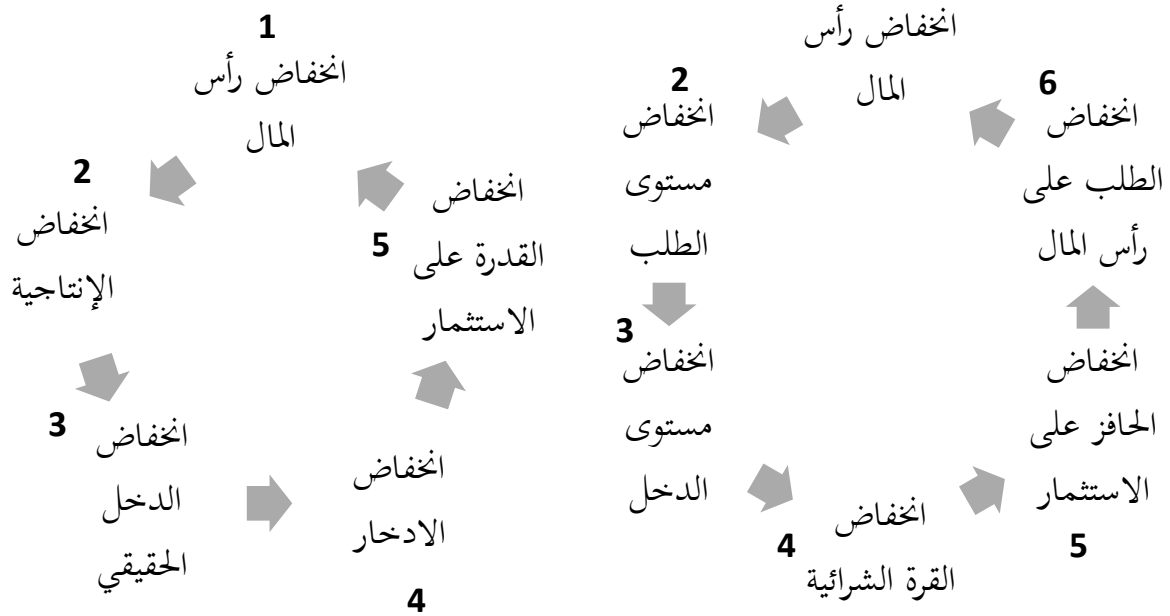 انخفاض رأس
المال
2
انخفاض
مستوى
الطلب
3
انخفاض
مستوى
الدخل
4
انخفاض
القرة الشرائية
5
انخفاض
الحافز على
الاستثمار
6
انخفاض
الطلب على
رأس المال
1
انخفاض رأس
المال
2
انخفاض
الإنتاجية
3
انخفاض
الدخل
الحقيقي
4
انخفاض
الادخار
5
انخفاض
القدرة على
الاستثمار